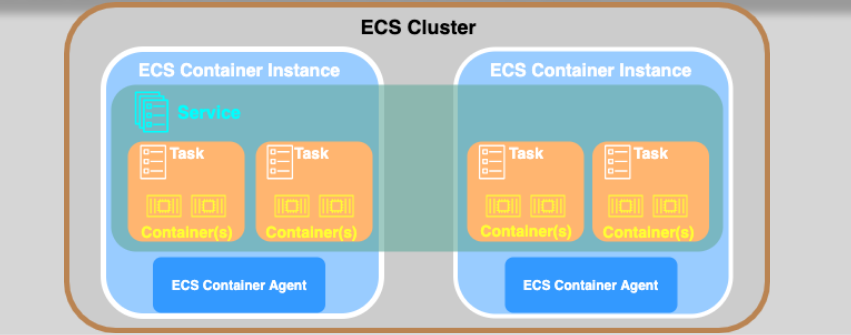 ECS Cluster
ECS Container Instance
ECS Container Instance
Service
Task
Task
Task
Task
Container(s)
Container(s)
Container(s)
Container(s)
ECS Container Agent
ECS Container Agent